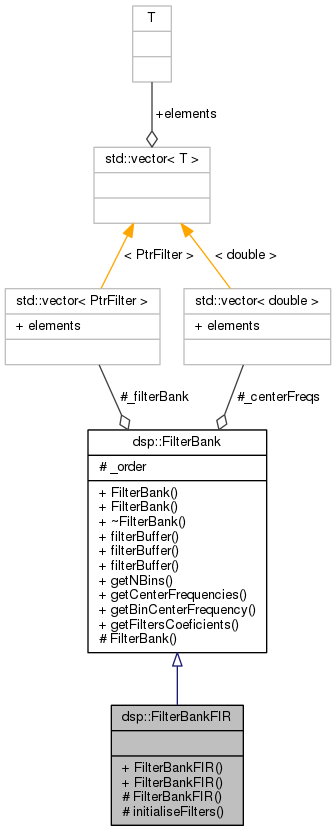 T
+elements
std::vector< T >
< PtrFilter >
< double >
std::vector< PtrFilter >
+ elements
std::vector< double >
+ elements
#_filterBank
#_centerFreqs
dsp::FilterBank
# _order
+ FilterBank()
+ FilterBank()
+ ~FilterBank()
+ filterBuffer()
+ filterBuffer()
+ filterBuffer()
+ getNBins()
+ getCenterFrequencies()
+ getBinCenterFrequency()
+ getFiltersCoeficients()
# FilterBank()
dsp::FilterBankFIR
+ FilterBankFIR()
+ FilterBankFIR()
# FilterBankFIR()
# initialiseFilters()